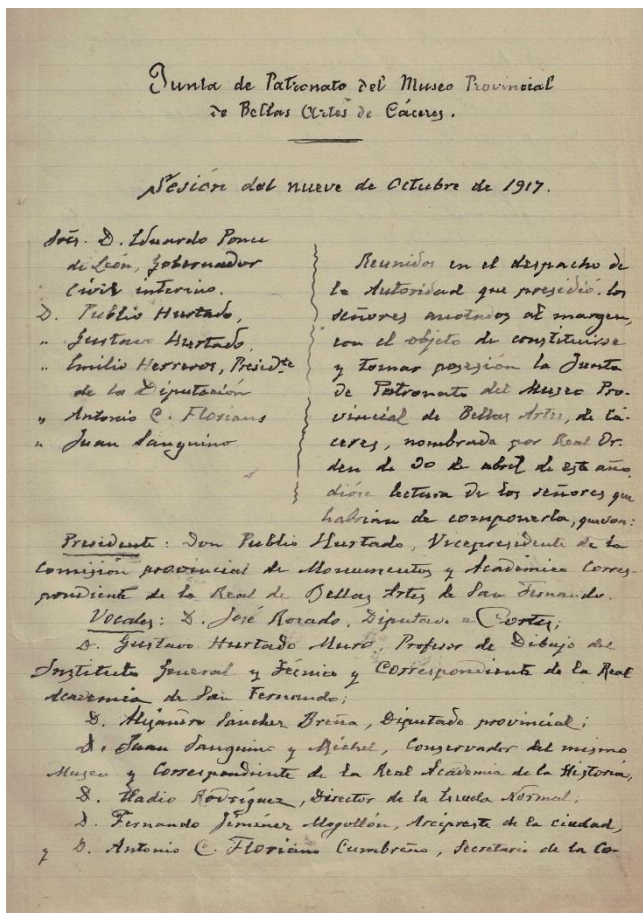 Junta de Patronato del Museo Provincial
de Bellas Artes de Cáceres.
Sesión del nueve de Octubre de 1917.
Sres. D. Eduardo Ponce
de León, Gobernador
Civil interino.
D. Publio Hurtado,
" Gustavo Hurtado,
" Emilio Herreros, Presidte
de la Diputación
" Antonio C. Floriano
" Juan Sanguino
Reunidos en el despacho de
la Autoridad que presidió, los
señores anotados al margen,
con el objeto de constituirse
y tomar posesión la Junta
de Patronato del Museo Pro-
vincial de Bellas Artes, de Cá-
ceres, nombrada por Real Or-
den de 20 de abril de este año,
dióse lectura de los señores que
habrían de componerla, que son:
Presidente: Don Publio Hurtado, Vicepresidente de la
Comisión provincial de Monumentos y Académico Corres-
pondiente de la Real de Bellas Artes de San Fernando.
Vocales: D. José Rosado, Diputado a Cortes;
D. Gustavo Hurtado Muro, Profesor de Dibujo del
Instituto General y Técnico y Correspondiente de la Real
Academia de San Fernando;
D. Alejandro Sánchez Breña, Diputado provincial;
D. Juan Sanguino y Michel, Conservador del mismo
Museo y Correspondiente de la Real Academia de la Historia;
D. Eladio Rodríguez, Director de la Escuela Normal;
D. Fernando Jiménez Mogollón, Arcipreste de la ciudad,
y D. Antonio C. Floriano Cumbreño, Secretario de la Co-